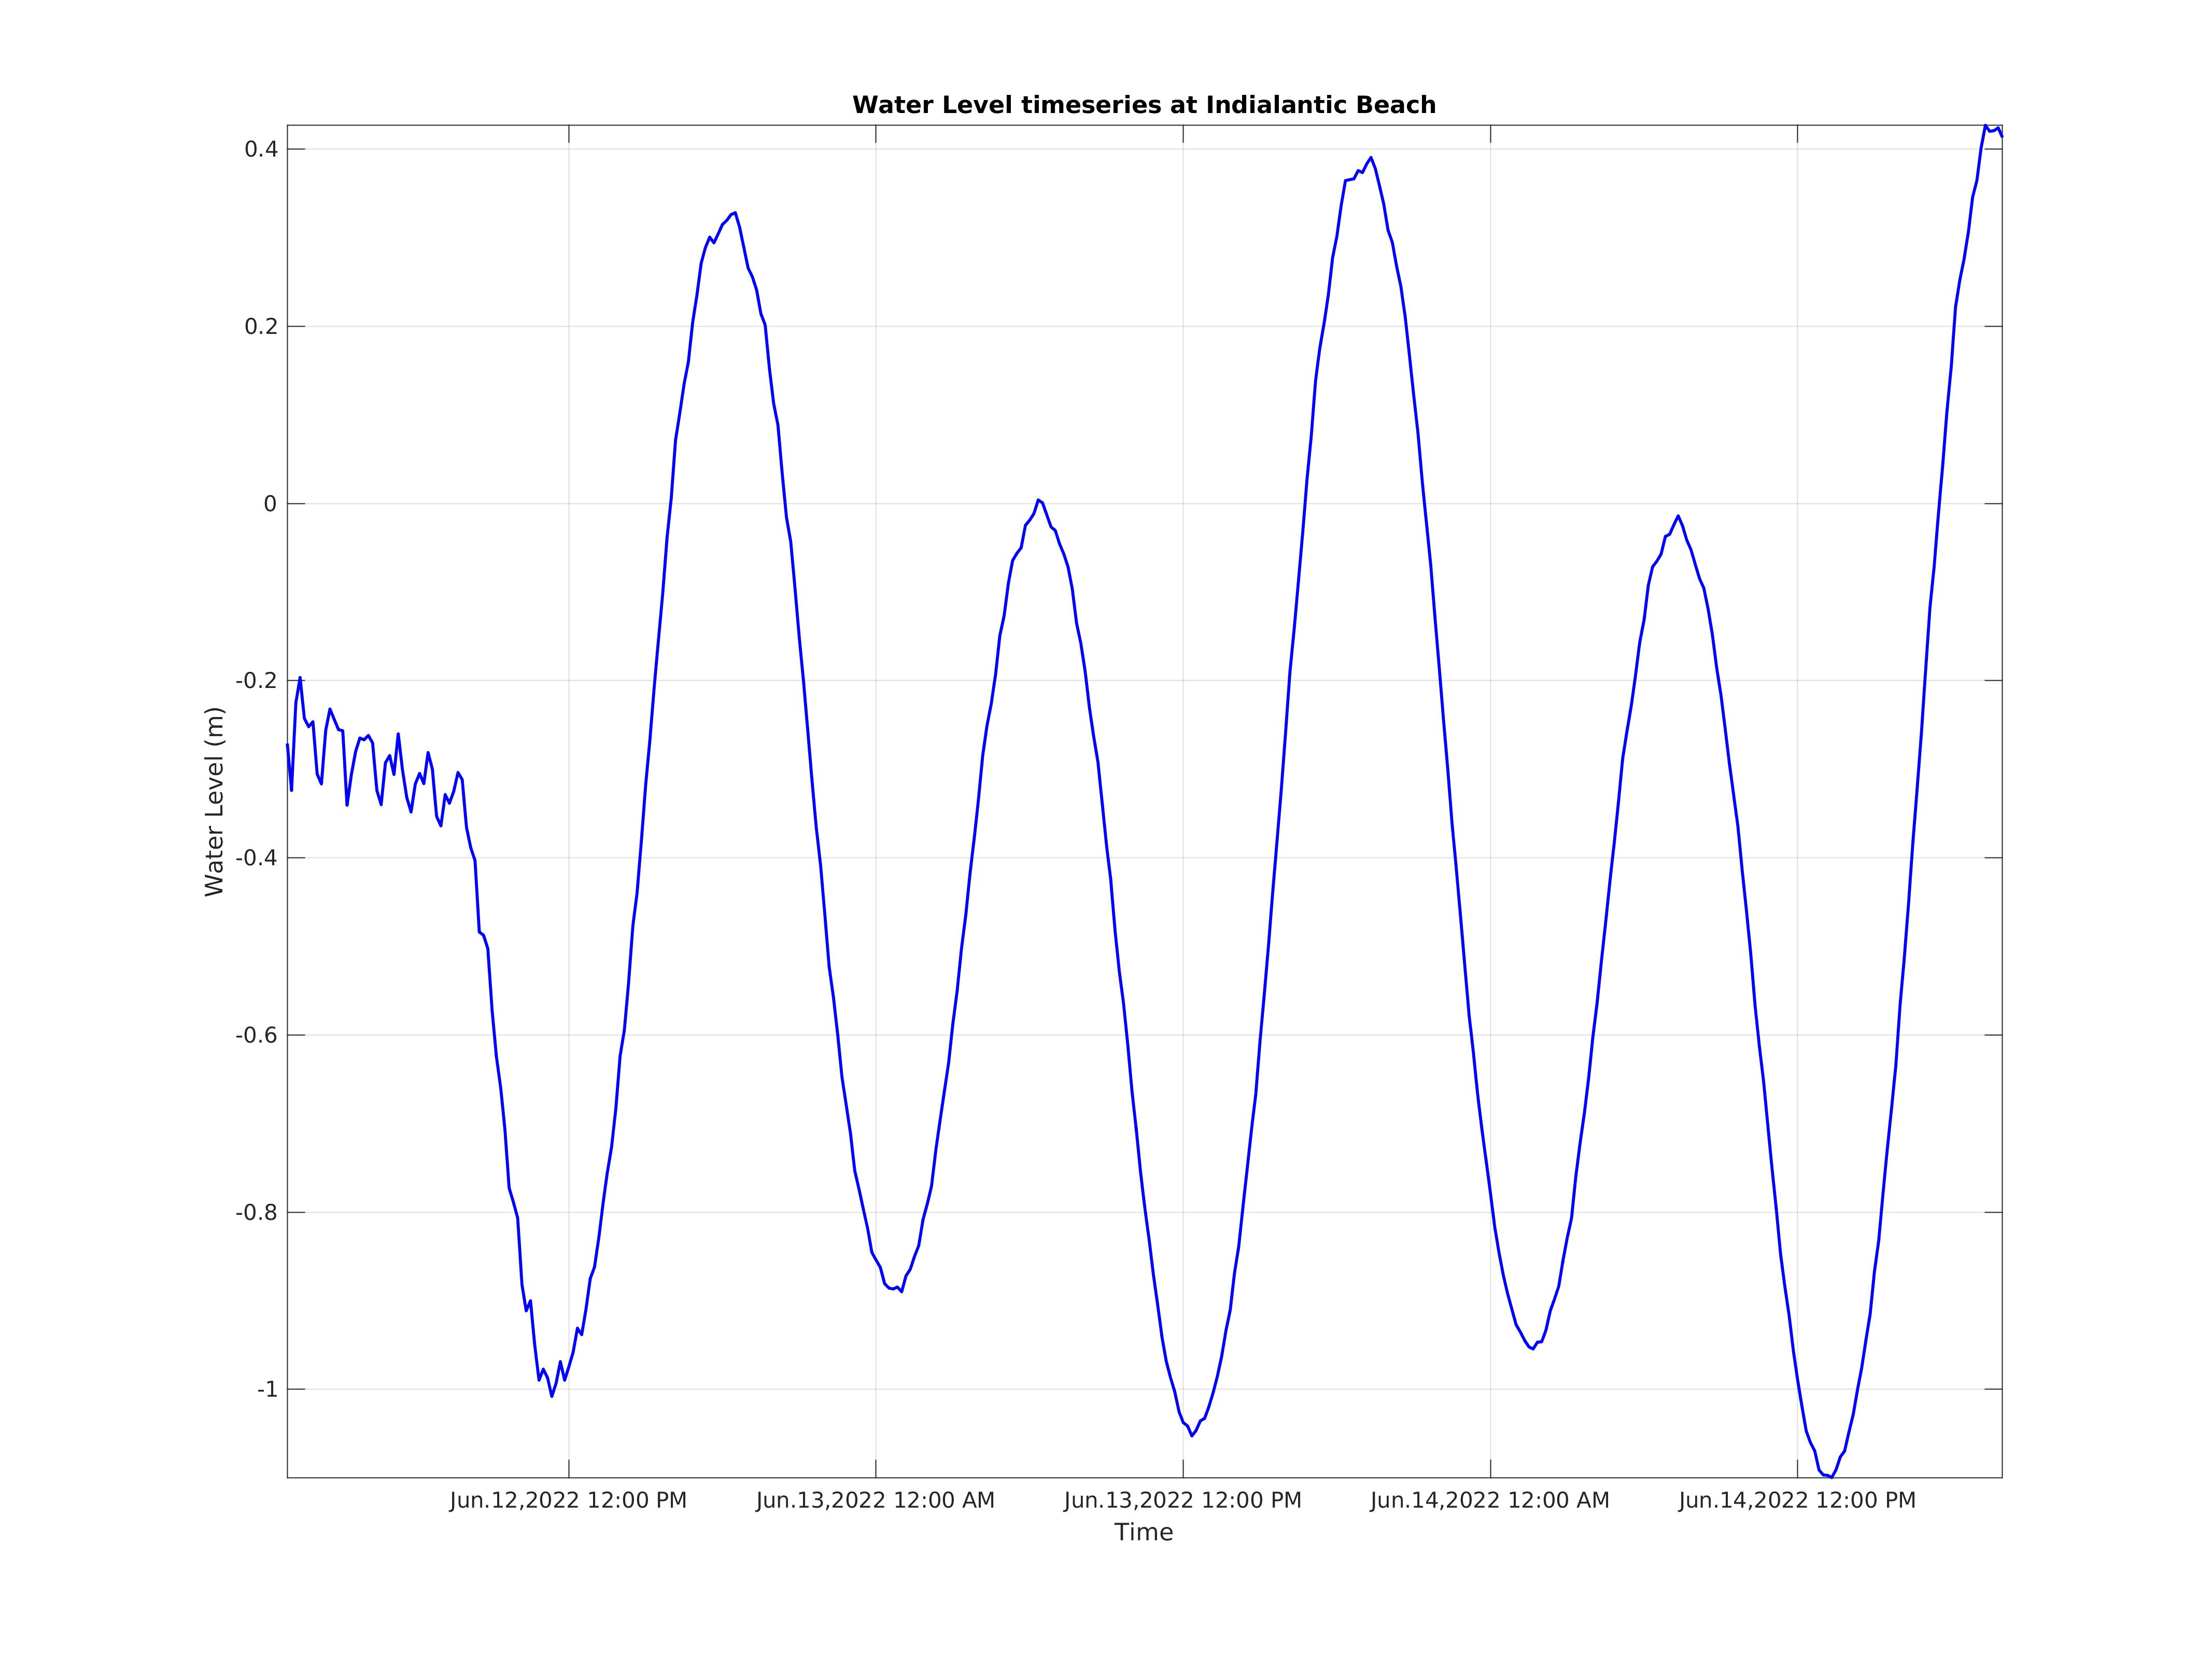 Water Level timeseries at Indialantic Beach
0.4
0.2
0
-0.2
-0.4
-0.6
-0.8
-1
Water Level (m)
Jun.12,2022 12:00 PM
Jun.13,2022 12:00 AM
Jun.13,2022 12:00 PM
Jun.14,2022 12:00 AM
Jun.14,2022 12:00 PM
Time